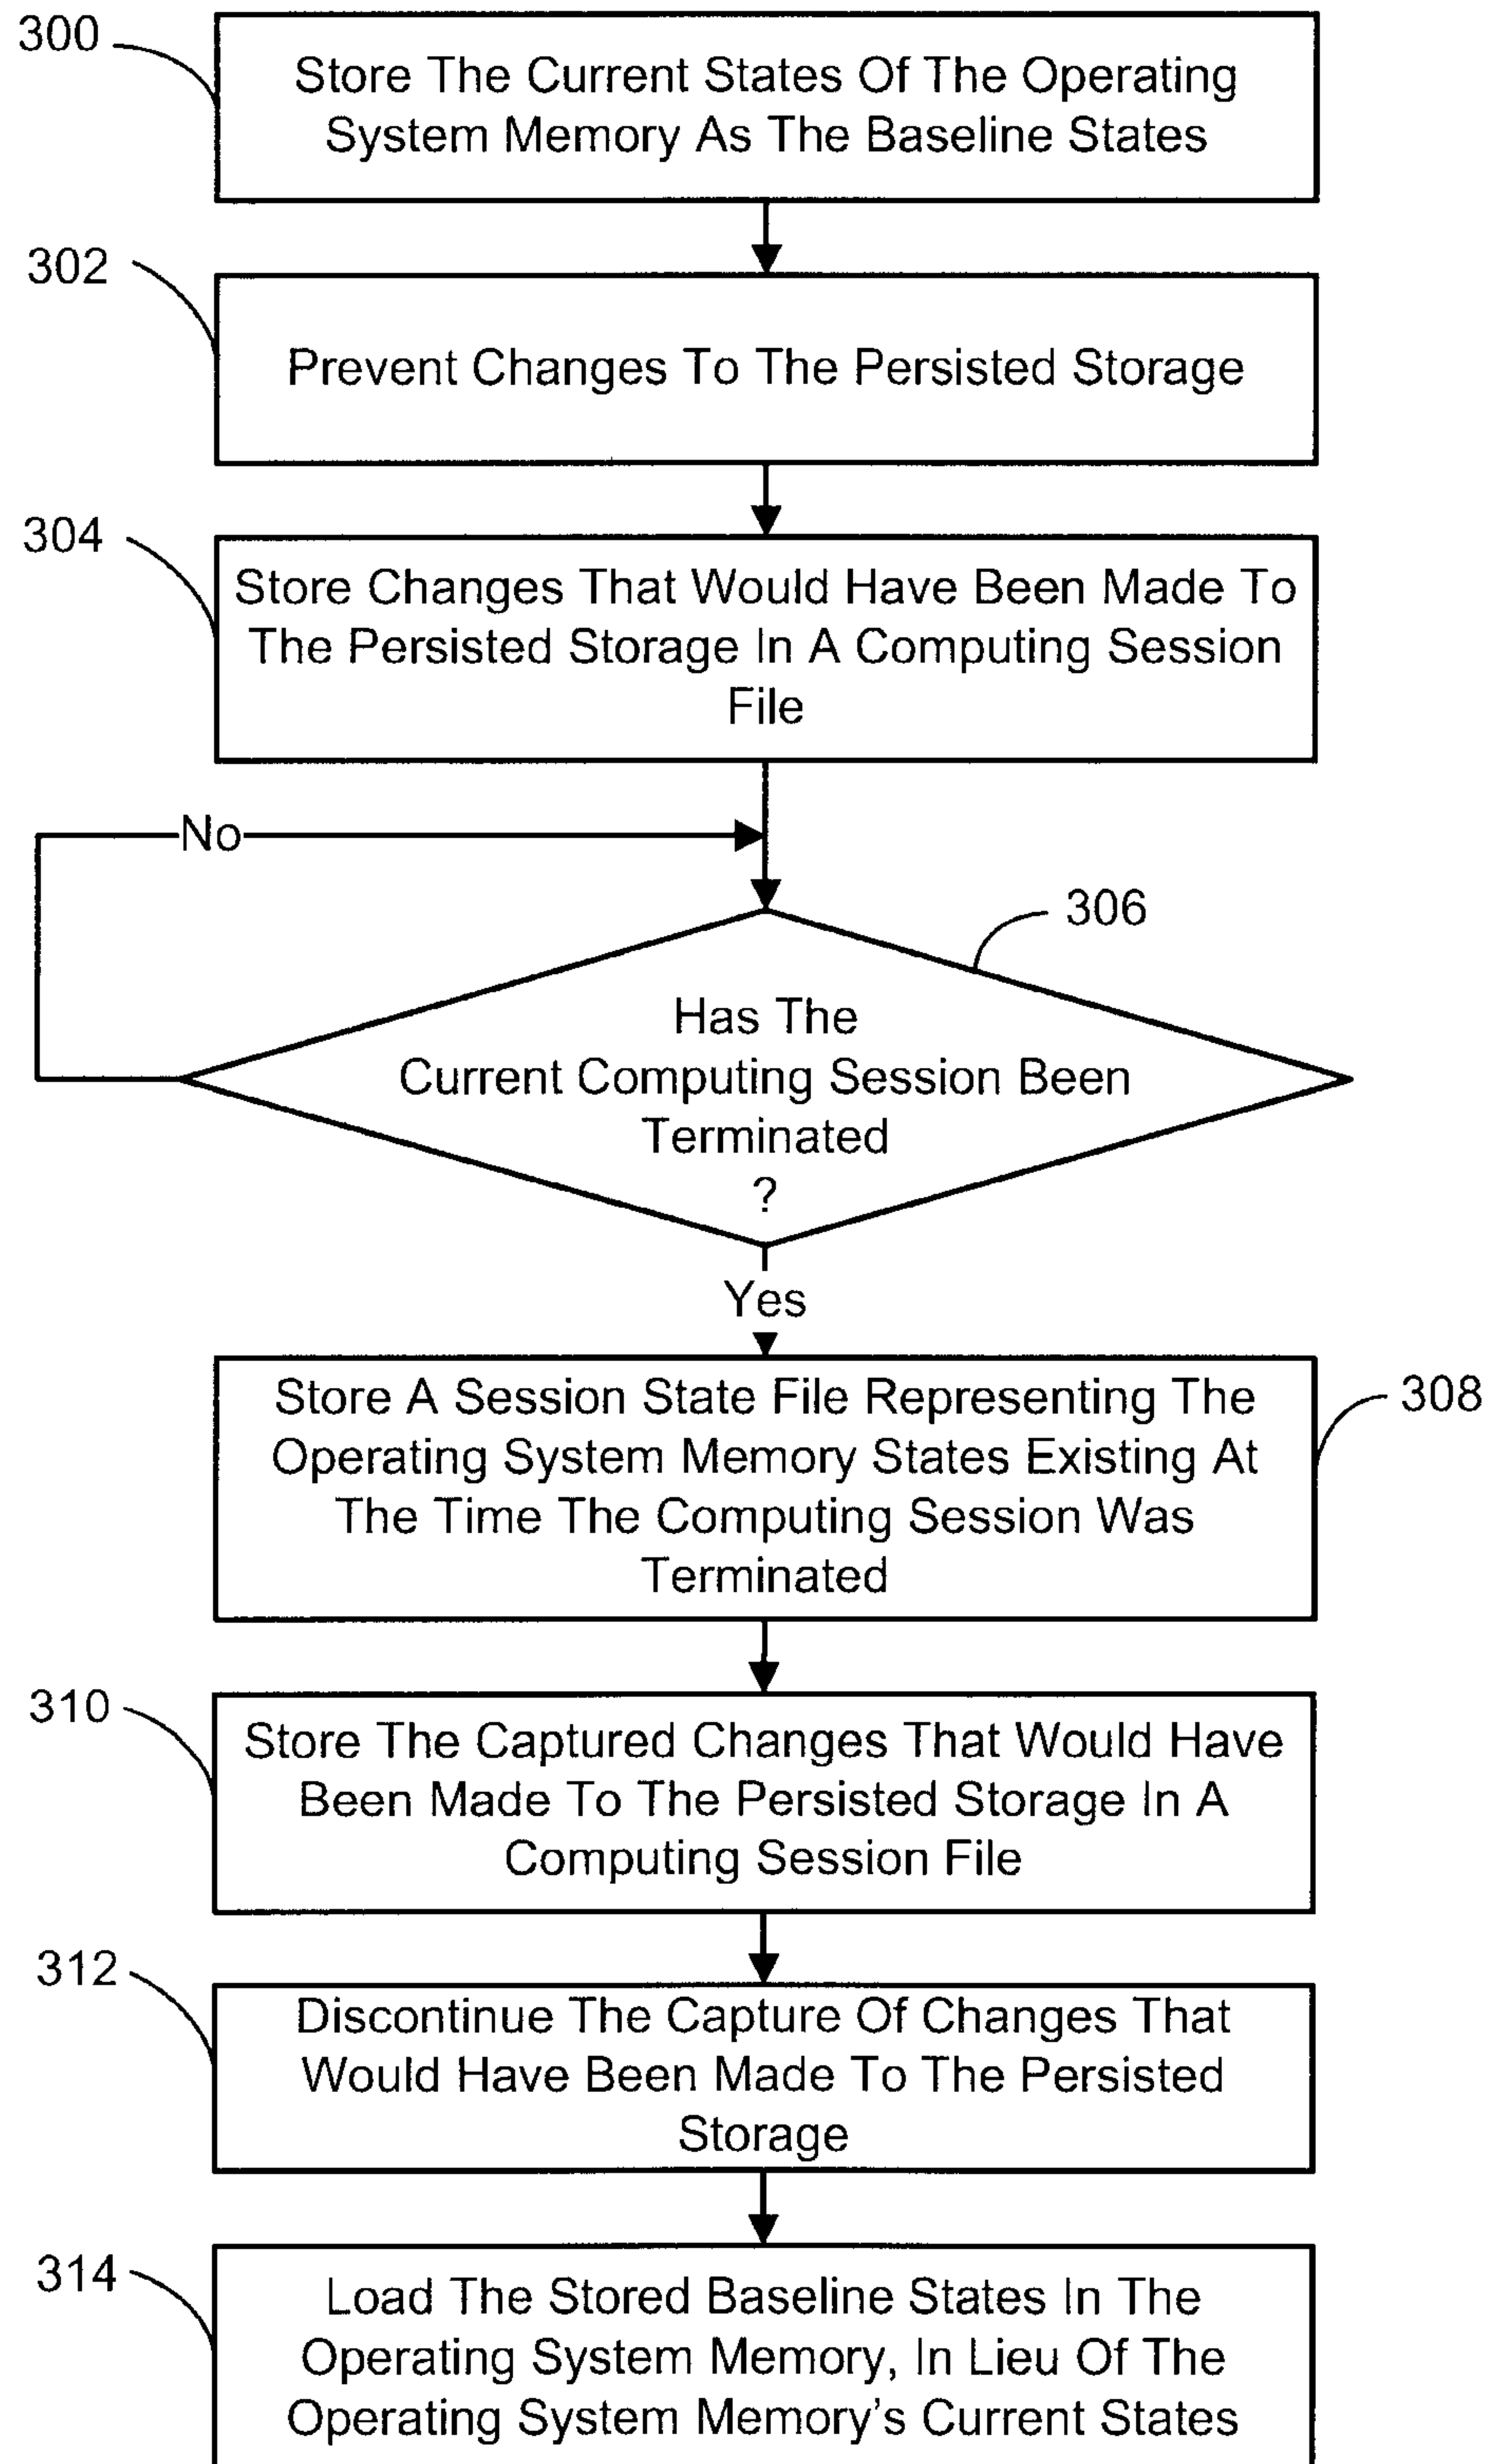 300
Store The Current States Of The Operating
System Memory As The Baseline States
302
Prevent Changes To The Persisted Storage
304
Store Changes That Would Have Been Made To
The Persisted Storage In A Computing Session
File
No
306
Has The
Current Computing Session Been
Terminated
?
Yes
308
Store A Session State File Representing The
Operating System Memory States Existing At
The Time The Computing Session Was
Terminated
310
Store The Captured Changes That Would Have
Been Made To The Persisted Storage In A
Computing Session File
312
Discontinue The Capture Of Changes That
Would Have Been Made To The Persisted
Storage
314
Load The Stored Baseline States In The
Operating System Memory, In Lieu Of The
Operating System Memory's Current States